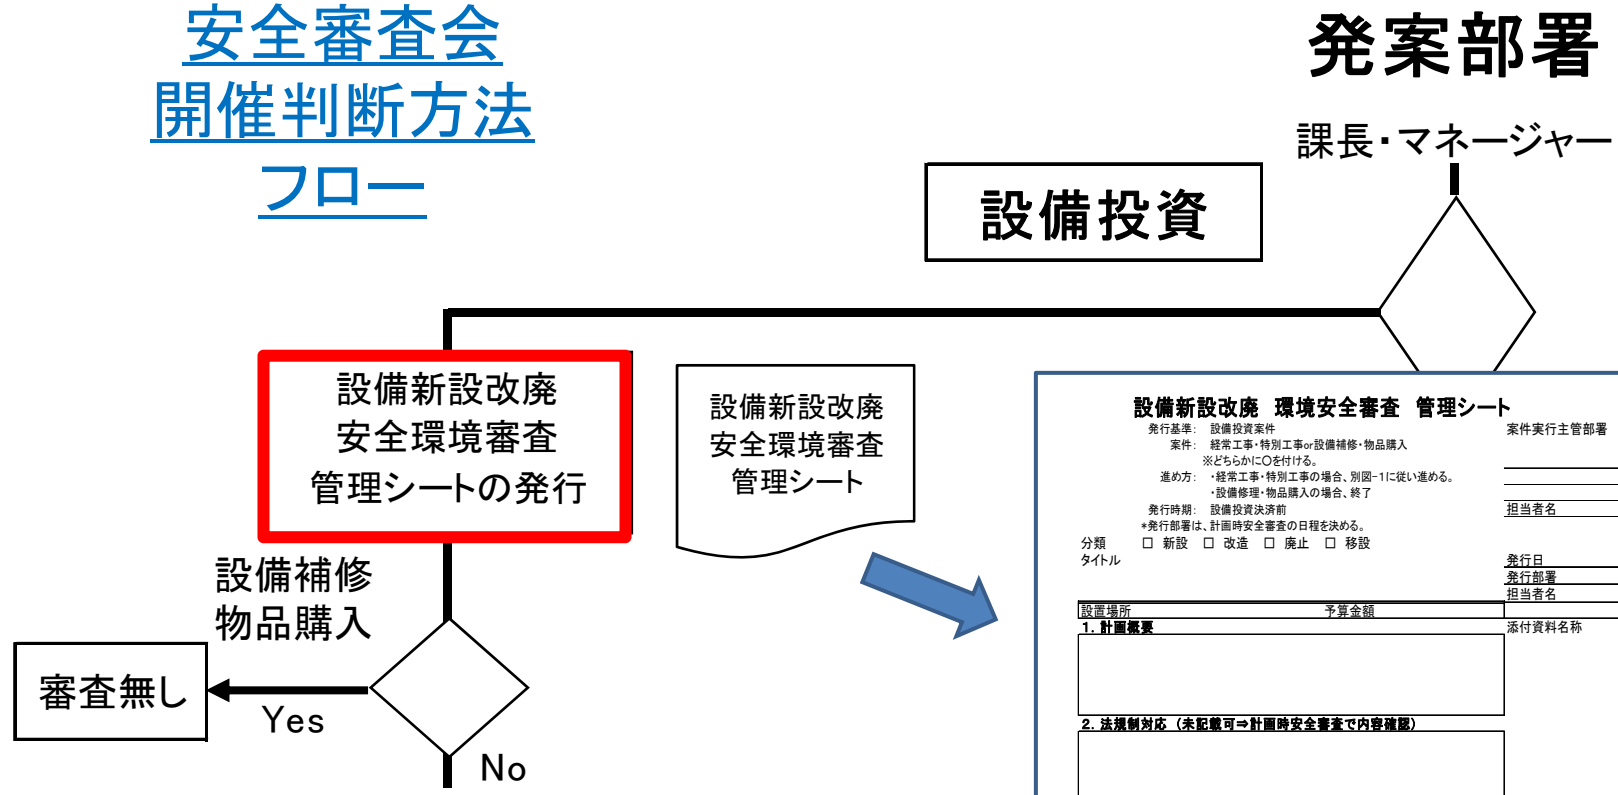 安全審査会
開催判断方法
フロー
発案部署
課長・マネージャー
設備投資
設備新設改廃
安全環境審査
管理シートの発行
設備新設改廃
安全環境審査
管理シート
設備補修
物品購入
審査無し
Yes
No
設備新設改廃 環境安全審査 管理シート
発行基準: 設備投資案件
案件実行主管部署
案件: 経常工事・特別工事or設備補修・物品購入
※どちらかに〇を付ける。
進め方: ・経常工事・特別工事の場合、別図-1に従い進める。
・設備修理・物品購入の場合、終了
発行時期: 設備投資決済前
担当者名
*発行部署は、計画時安全審査の日程を決める。
分類 □ 新設 □ 改造 □ 廃止 □ 移設
タイトル
発行日
発行部署
担当者名
設置場所 予算金額
1. 計画概要
添付資料名称
2. 法規制対応 (未記載可⇒計画時安全審査で内容確認)